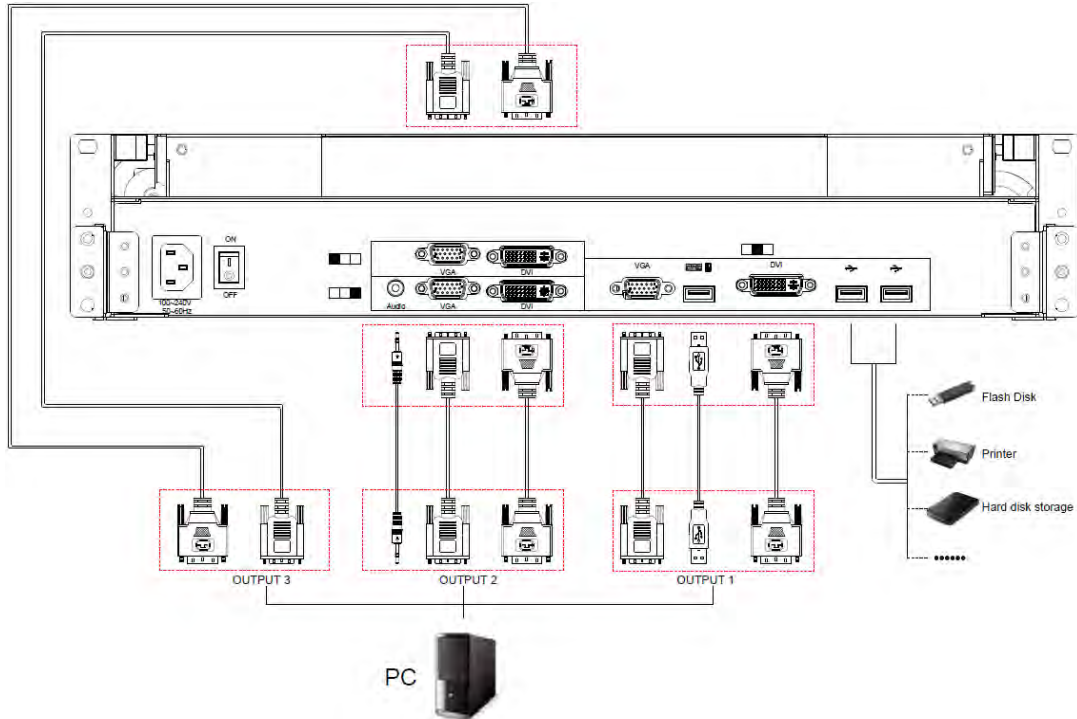 ON
OFF
100~240V
50~60Hz
VGA
DVI
Audio
VGA
DVI
VGA
DVI
Flash Disk
Printer
Hard disk storage
OUTPUT 3
OUTPUT 2
OUTPUT 1
PC